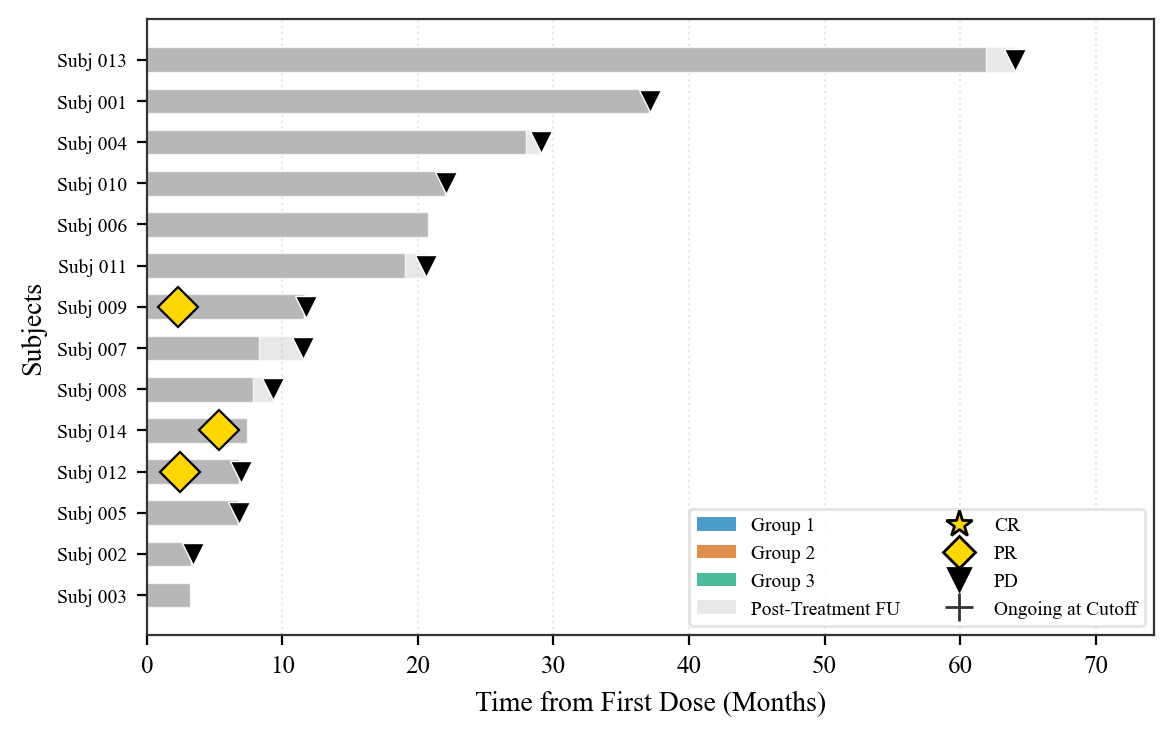 Subj 013
Subj 001
Subj 004
Subj 010
Subj 006
Subj 011
Subj 009
Subj 007
Subj 008
Subj 014
Subj 012
Subj 005
Subj 002
Subj 003
Subjects
Group 1
Group 2
Group 3
Post-Treatment FU
CR
PR
PD
Ongoing at Cutoff
0 10 20 30 40 50 60 70
Time from First Dose (Months)